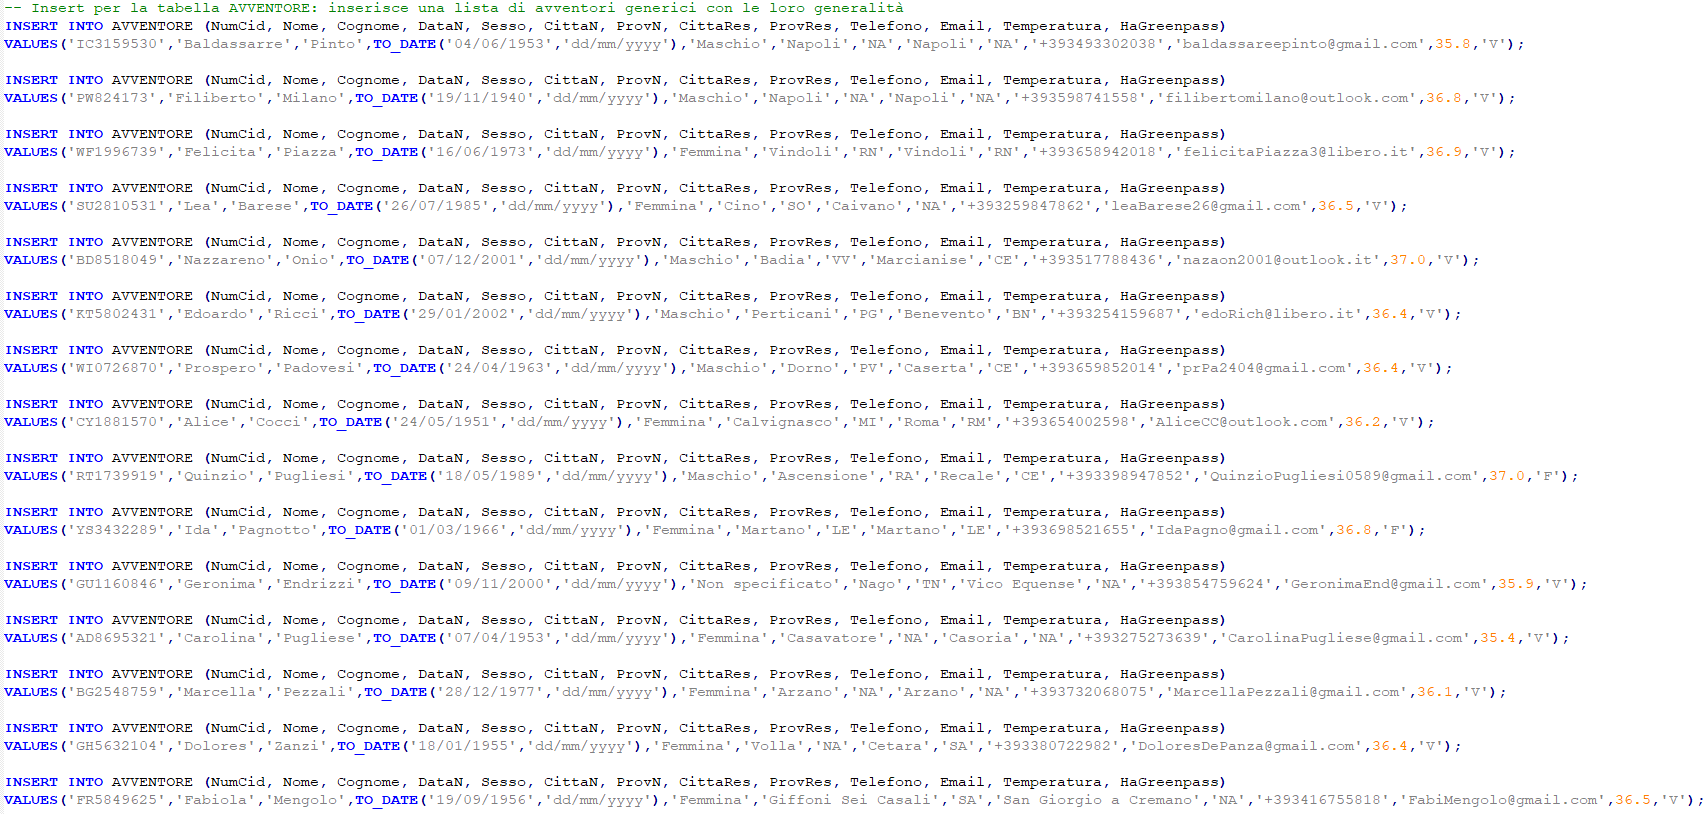 -- Insert per la tabella AVVENTORE: inserisce una lista di avventori generici con le loro generalità
INSERT INTO AVVENTORE (NumCid, Nome, Cognome, DataN, Sesso, CittaN, ProvN, CittaRes, ProvRes, Telefono, Email, Temperatura, HaGreenpass)
VALUES('IC3159530','Baldassarre','Pinto',TO_DATE('04/06/1953','dd/mm/yyyy'),'Maschio','Napoli','NA','Napoli','NA','+393493302038','baldassareepinto@gmail.com',35.8,'V');
INSERT INTO AVVENTORE (NumCid, Nome, Cognome, DataN, Sesso, CittaN, ProvN, CittaRes, ProvRes, Telefono, Email, Temperatura, HaGreenpass)
VALUES('PW824173','Filiberto','Milano',TO_DATE('19/11/1940','dd/mm/yyyy'),'Maschio','Napoli','NA','Napoli','NA','+393598741558','filibertomilano@outlook.com',36.8,'V');
INSERT INTO AVVENTORE (NumCid, Nome, Cognome, DataN, Sesso, CittaN, ProvN, CittaRes, ProvRes, Telefono, Email, Temperatura, HaGreenpass)
VALUES('WF1996739','Felicita','Piazza',TO_DATE('16/06/1973','dd/mm/yyyy'),'Femmina','Vindoli','RN','Vindoli','RN','+393658942018','felicitaPiazza3@libero.it',36.9,'V');
INSERT INTO AVVENTORE (NumCid, Nome, Cognome, DataN, Sesso, CittaN, ProvN, CittaRes, ProvRes, Telefono, Email, Temperatura, HaGreenpass)
VALUES('SU2810531','Lea','Barese',TO_DATE('26/07/1985','dd/mm/yyyy'),'Femmina','Cino','SO','Caivano','NA','+393259847862','leaBarese26@gmail.com',36.5,'V');
INSERT INTO AVVENTORE (NumCid, Nome, Cognome, DataN, Sesso, CittaN, ProvN, CittaRes, ProvRes, Telefono, Email, Temperatura, HaGreenpass)
VALUES('BD8518049','Nazzareno','Onio',TO_DATE('07/12/2001','dd/mm/yyyy'),'Maschio','Badia','VV','Marcianise','CE','+393517788436','nazaon2001@outlook.it',37.0,'V');
INSERT INTO AVVENTORE (NumCid, Nome, Cognome, DataN, Sesso, CittaN, ProvN, CittaRes, ProvRes, Telefono, Email, Temperatura, HaGreenpass)
VALUES('KT5802431','Edoardo','Ricci',TO_DATE('29/01/2002','dd/mm/yyyy'),'Maschio','Perticani','PG','Benevento','BN','+393254159687','edoRich@libero.it',36.4,'V');
INSERT INTO AVVENTORE (NumCid, Nome, Cognome, DataN, Sesso, CittaN, ProvN, CittaRes, ProvRes, Telefono, Email, Temperatura, HaGreenpass)
VALUES('WI0726870','Prospero','Padovesi',TO_DATE('24/04/1963','dd/mm/yyyy'),'Maschio','Dorno','PV','Caserta','CE','+393659852014','prPa2404@gmail.com',36.4,'V');
INSERT INTO AVVENTORE (NumCid, Nome, Cognome, DataN, Sesso, CittaN, ProvN, CittaRes, ProvRes, Telefono, Email, Temperatura, HaGreenpass)
VALUES('CY1881570','Alice','Cocci',TO_DATE('24/05/1951','dd/mm/yyyy'),'Femmina','Calvignasco','MI','Roma','RM','+393654002598','AliceCC@outlook.com',36.2,'V');
INSERT INTO AVVENTORE (NumCid, Nome, Cognome, DataN, Sesso, CittaN, ProvN, CittaRes, ProvRes, Telefono, Email, Temperatura, HaGreenpass)
VALUES('RT1739919','Quinzio','Pugliesi',TO_DATE('18/05/1989','dd/mm/yyyy'),'Maschio','Ascensione','RA','Recale','CE','+393398947852','QuinzioPugliesi0589@gmail.com',37.0,'F');
INSERT INTO AVVENTORE (NumCid, Nome, Cognome, DataN, Sesso, CittaN, ProvN, CittaRes, ProvRes, Telefono, Email, Temperatura, HaGreenpass)
VALUES('YS3432289','Ida','Pagnotto',TO_DATE('01/03/1966','dd/mm/yyyy'),'Femmina','Martano','LE','Martano','LE','+393698521655','IdaPagno@gmail.com',36.8,'F');
INSERT INTO AVVENTORE (NumCid, Nome, Cognome, DataN, Sesso, CittaN, ProvN, CittaRes, ProvRes, Telefono, Email, Temperatura, HaGreenpass)
VALUES('GU1160846','Geronima','Endrizzi',TO_DATE('09/11/2000','dd/mm/yyyy'),'Non specificato','Nago','TN','Vico Equense','NA','+393854759624','GeronimaEnd@gmail.com',35.9,'V');
INSERT INTO AVVENTORE (NumCid, Nome, Cognome, DataN, Sesso, CittaN, ProvN, CittaRes, ProvRes, Telefono, Email, Temperatura, HaGreenpass)
VALUES('AD8695321','Carolina','Pugliese',TO_DATE('07/04/1953','dd/mm/yyyy'),'Femmina','Casavatore','NA','Casoria','NA','+393275273639','CarolinaPugliese@gmail.com',35.4,'V');
INSERT INTO AVVENTORE (NumCid, Nome, Cognome, DataN, Sesso, CittaN, ProvN, CittaRes, ProvRes, Telefono, Email, Temperatura, HaGreenpass)
VALUES('BG2548759','Marcella','Pezzali',TO_DATE('28/12/1977','dd/mm/yyyy'),'Femmina','Arzano','NA','Arzano','NA','+393732068075','MarcellaPezzali@gmail.com',36.1,'V');
INSERT INTO AVVENTORE (NumCid, Nome, Cognome, DataN, Sesso, CittaN, ProvN, CittaRes, ProvRes, Telefono, Email, Temperatura, HaGreenpass)
VALUES('GH5632104','Dolores','Zanzi',TO_DATE('18/01/1955','dd/mm/yyyy'),'Femmina','Volla','NA','Cetara','SA','+393380722982','DoloresDePanza@gmail.com',36.4,'V');
INSERT INTO AVVENTORE (NumCid, Nome, Cognome, DataN, Sesso, CittaN, ProvN, CittaRes, ProvRes, Telefono, Email, Temperatura, HaGreenpass)
VALUES('FR5849625','Fabiola','Mengolo',TO_DATE('19/09/1956','dd/mm/yyyy'),'Femmina','Giffoni Sei Casali','SA','San Giorgio a Cremano','NA','+393416755818','FabiMengolo@gmail.com',36.5,'V');